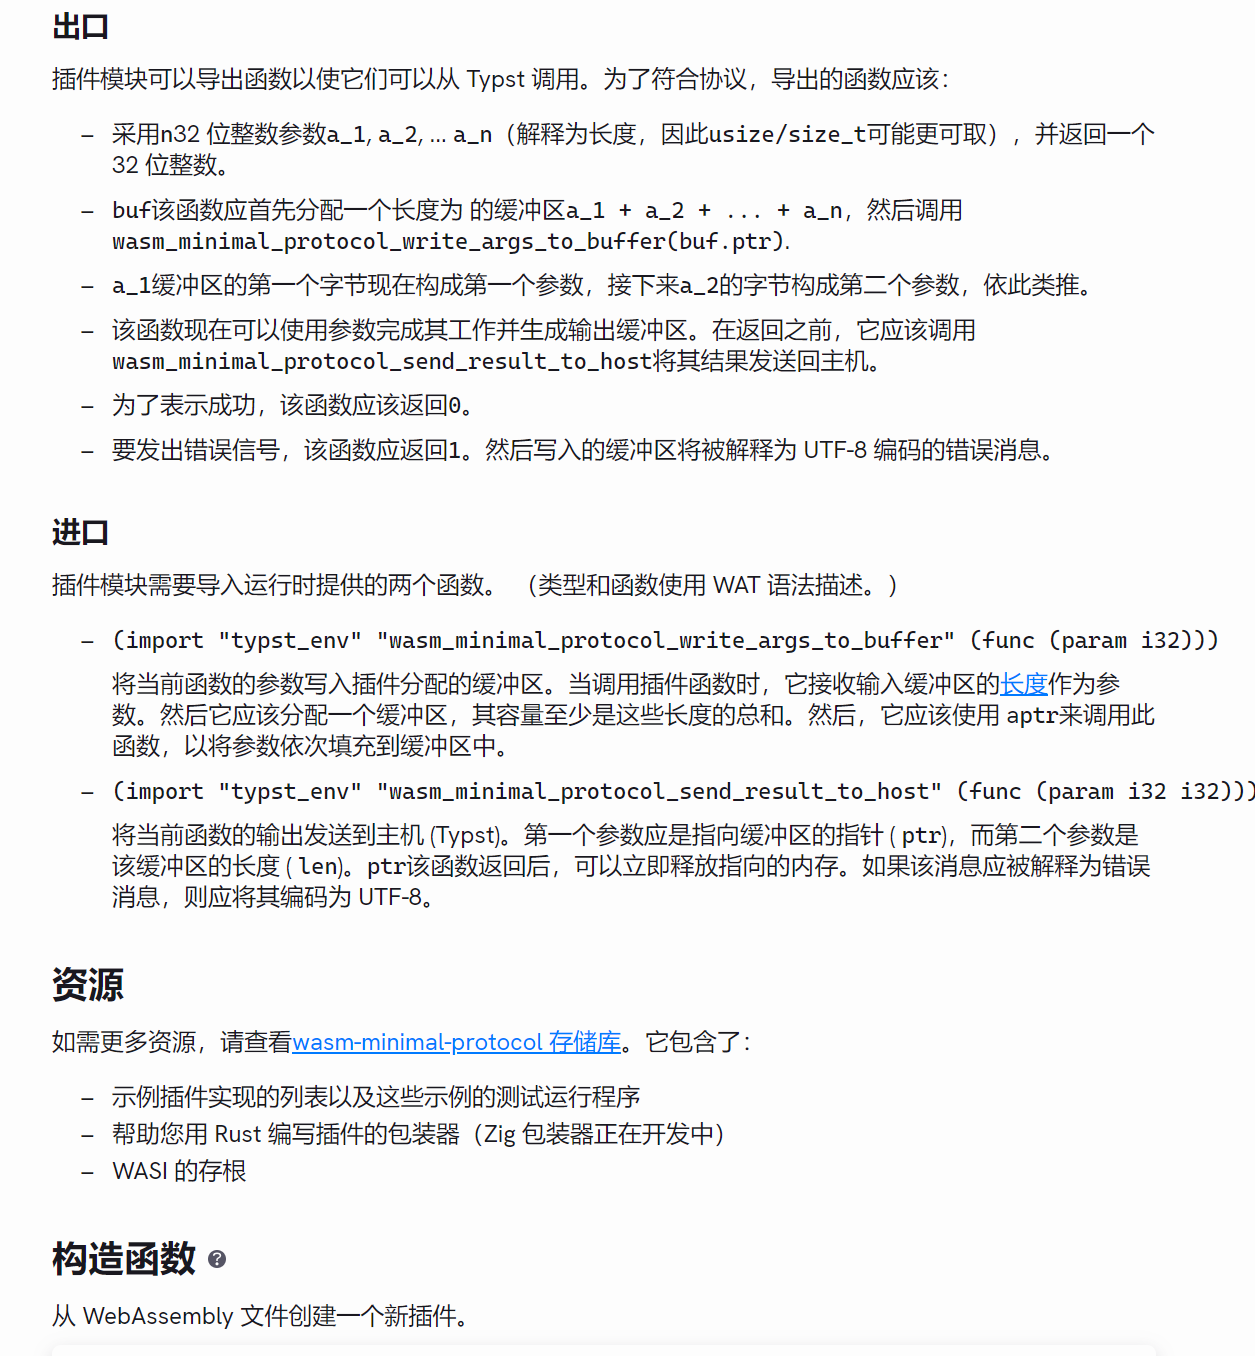 出口
插件模块可以导出函数以使它们可以从 Typst 调用。为了符合协议，导出的函数应该：
– 采用n32 位整数参数a_1, a_2, ... a_n（解释为长度，因此usize/size_t可能更可取），并返回一个
32 位整数。
– buf该函数应首先分配一个长度为 的缓冲区a_1 + a_2 + ... + a_n，然后调用
wasm_minimal_protocol_write_args_to_buffer(buf.ptr).
– a_1缓冲区的第一个字节现在构成第一个参数，接下来a_2的字节构成第二个参数，依此类推。
– 该函数现在可以使用参数完成其工作并生成输出缓冲区。在返回之前，它应该调用
wasm_minimal_protocol_send_result_to_host将其结果发送回主机。
– 为了表示成功，该函数应该返回0。
– 要发出错误信号，该函数应返回1。然后写入的缓冲区将被解释为 UTF-8 编码的错误消息。
进口
插件模块需要导入运行时提供的两个函数。 （类型和函数使用 WAT 语法描述。）
– (import "typst_env" "wasm_minimal_protocol_write_args_to_buffer" (func (param i32)))
将当前函数的参数写入插件分配的缓冲区。当调用插件函数时，它接收输入缓冲区的长度作为参
数。然后它应该分配一个缓冲区，其容量至少是这些长度的总和。然后，它应该使用 aptr来调用此
函数，以将参数依次填充到缓冲区中。
– (import "typst_env" "wasm_minimal_protocol_send_result_to_host" (func (param i32 i32)))
将当前函数的输出发送到主机 (Typst)。第一个参数应是指向缓冲区的指针 ( ptr)，而第二个参数是
该缓冲区的长度 ( len)。ptr该函数返回后，可以立即释放指向的内存。如果该消息应被解释为错误
消息，则应将其编码为 UTF-8。
资源
如需更多资源，请查看wasm-minimal-protocol 存储库。它包含了：
– 示例插件实现的列表以及这些示例的测试运行程序
– 帮助您用 Rust 编写插件的包装器（Zig 包装器正在开发中）
– WASI 的存根
构造函数 ?
从 WebAssembly 文件创建一个新插件。